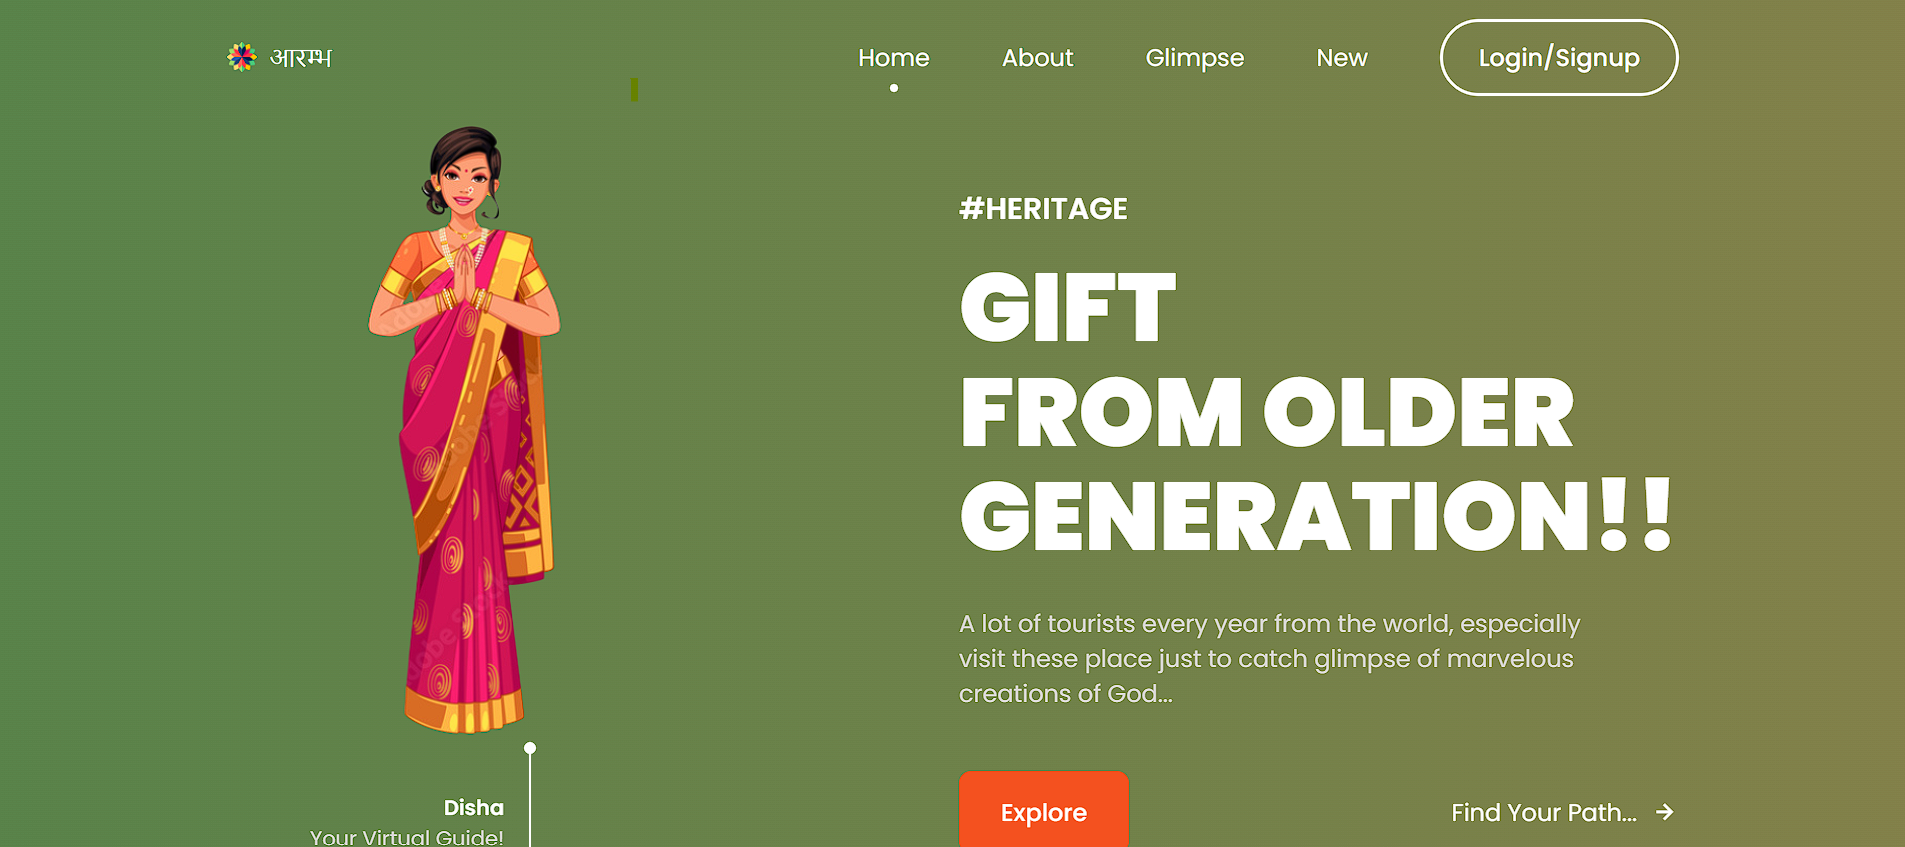 आरम्भ
Home
About
Glimpse
New
Login/Signup
#HERITAGE
GIFT
FROM OLDER
GENERATION!!
A lot of tourists every year from the world, especially
visit these place just to catch glimpse of marvelous
creations of God...
Explore
Find Your Path...
Disha
Your Virtual Guide!